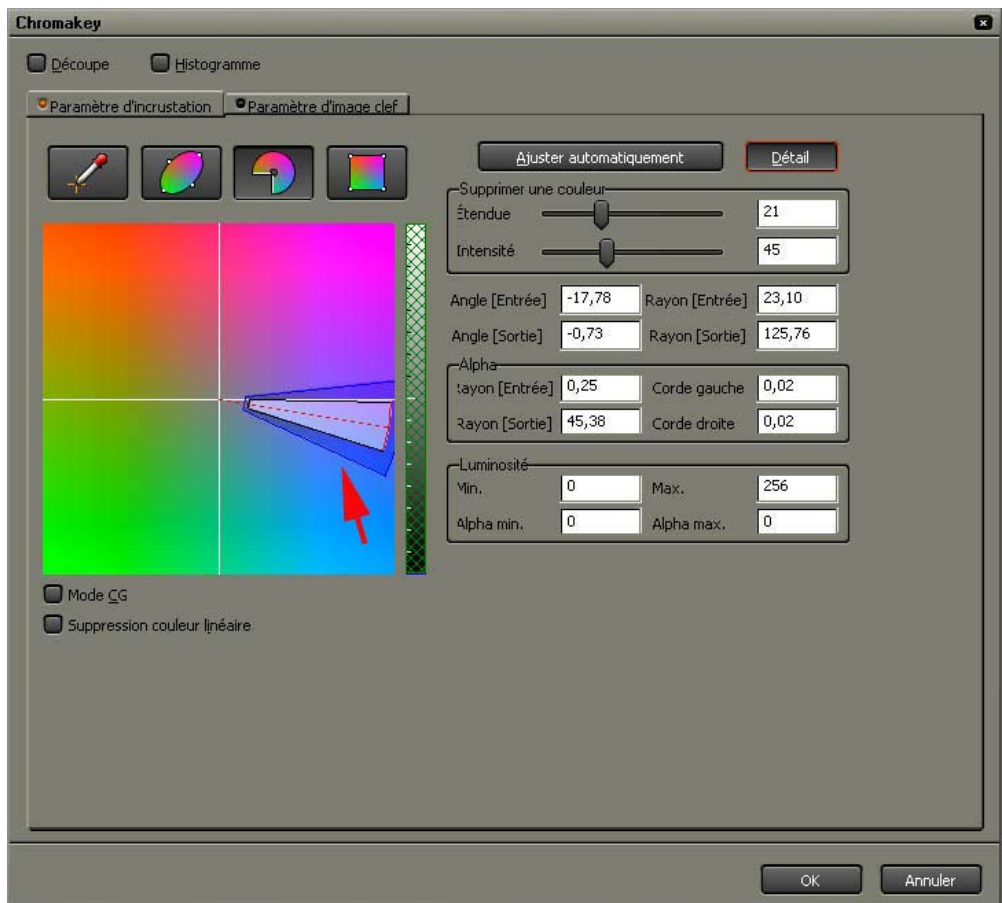 Chromakey
Découpe Histogramme
Paramètre d'incrustation Paramètre d'image clef
Ajuster automatiquement Détail
Supprimer une couleur
Étendue 21
Intensité 45
Angle [Entrée] -17,78 Rayon [Entrée] 23,10
Angle [Sortie] -0,73 Rayon [Sortie] 125,76
Alpha
Rayon [Entrée] 0,25 Corde gauche 0,02
Rayon [Sortie] 45,38 Corde droite 0,02
Luminosité
Min. 0 Max. 256
Alpha min. 0 Alpha max. 0
Mode CG
Suppression couleur linéaire
OK Annuler